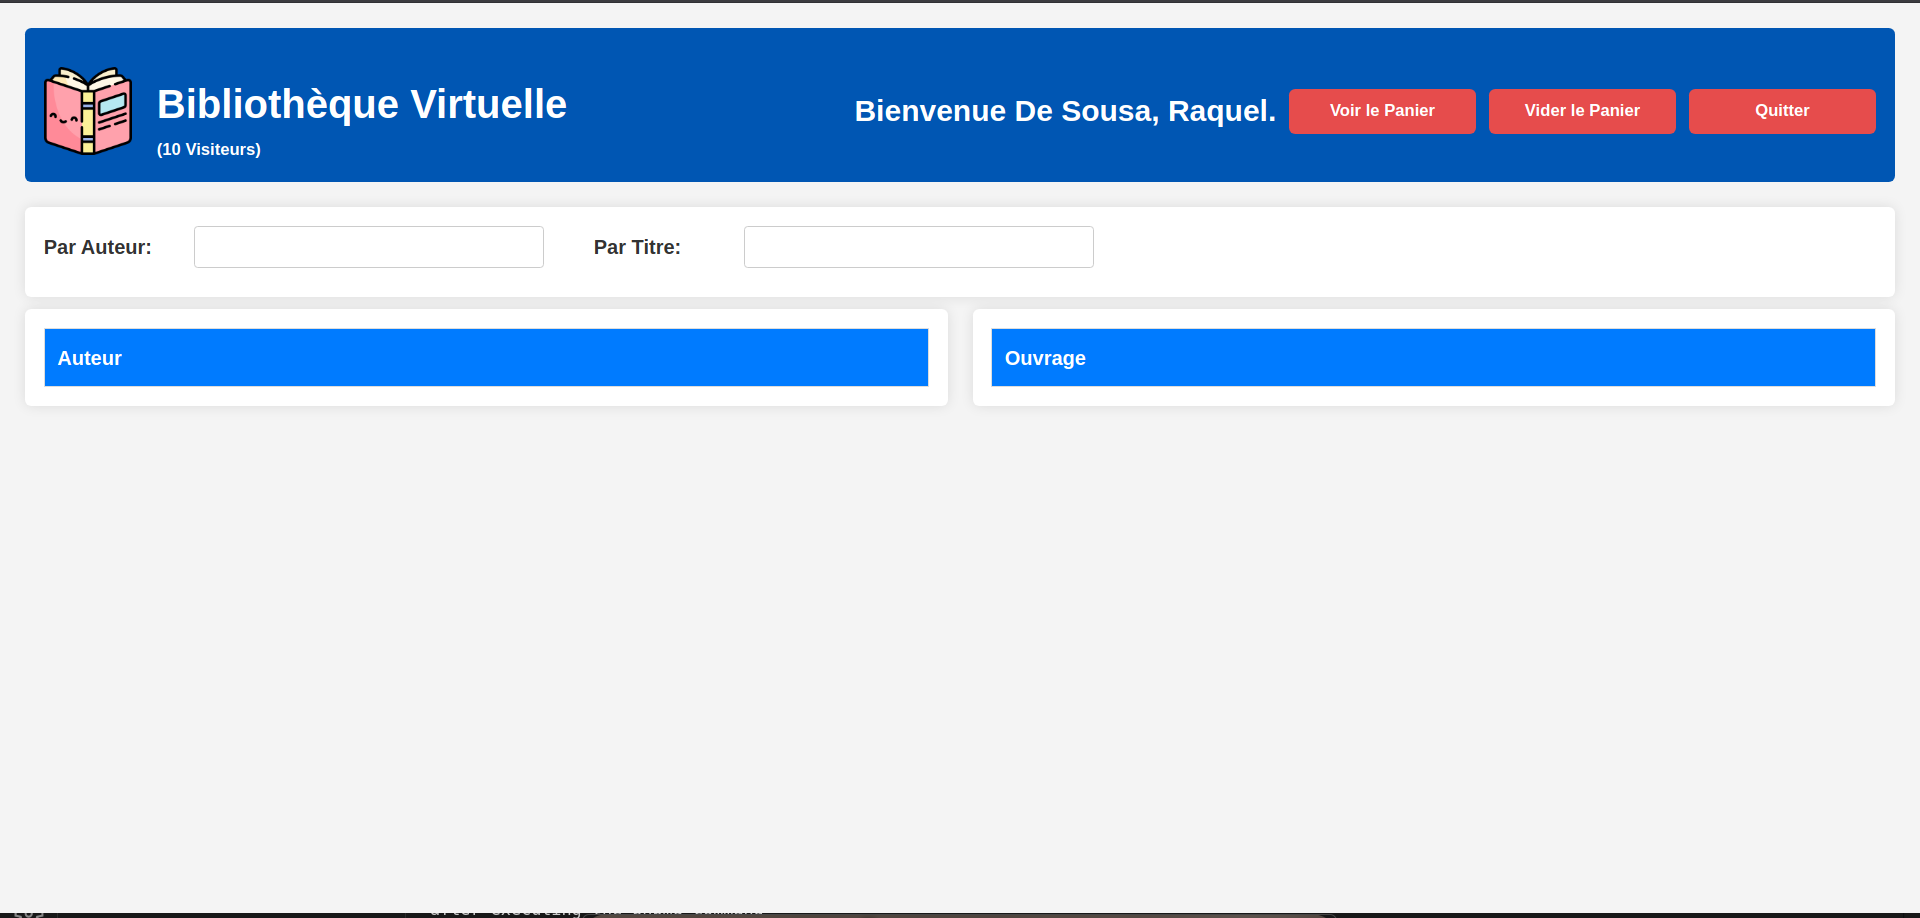 Bibliothèque Virtuelle
(10 Visiteurs)
Bienvenue De Sousa, Raquel.
Voir le Panier
Vider le Panier
Quitter
Par Auteur:
Par Titre:
Auteur
Ouvrage